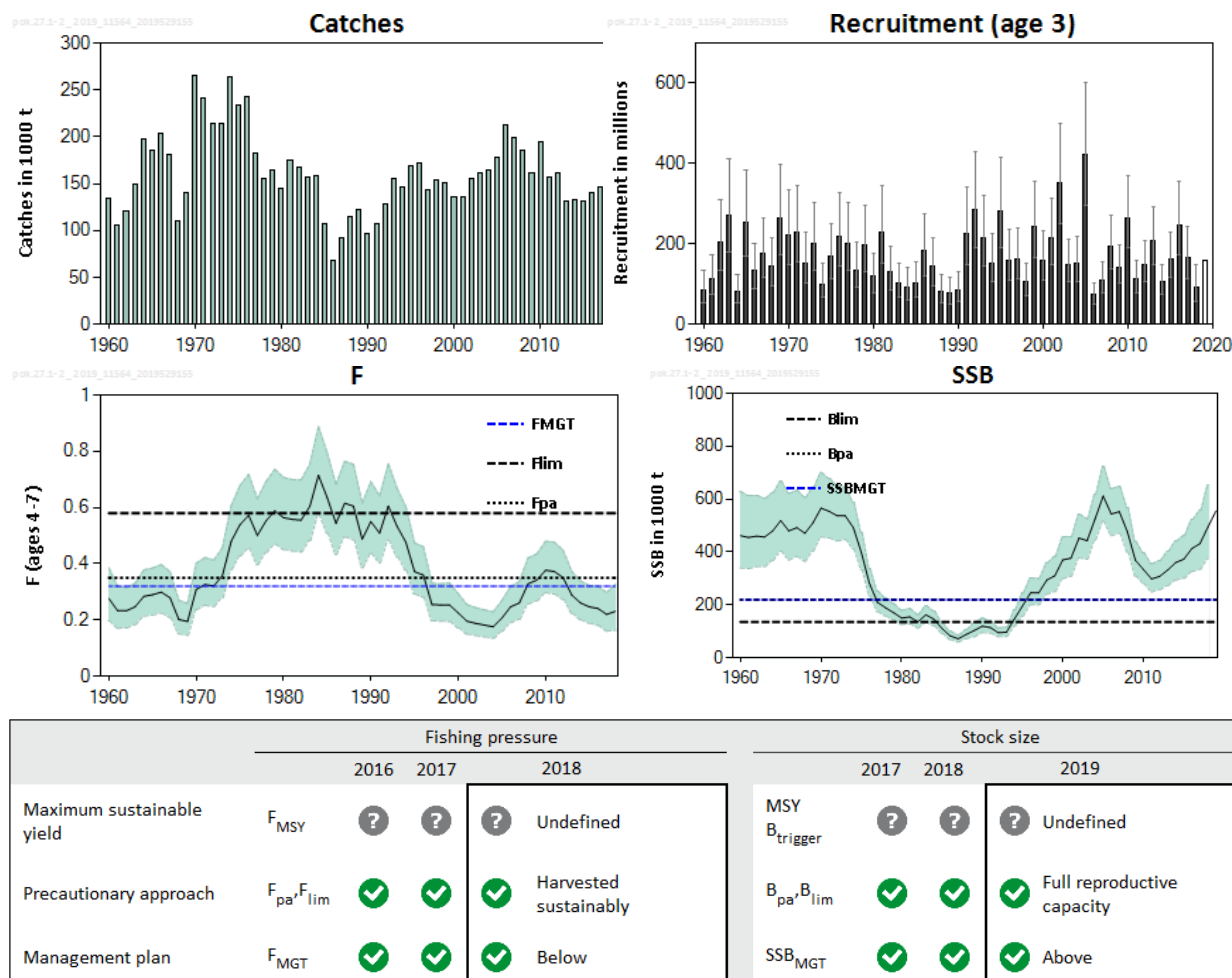 pok.27.1-2_2019_11564_2019529155
Catches
Catches in 1000 t
300
250
200
150
100
50
0
1960 1970 1980 1990 2000 2010
Recruitment (age 3)
Recruitment in millions
600
400
200
0
1960 1970 1980 1990 2000 2010 2020
pok.27.1-2_2019_11564_2019529155
F
F (ages 4-7)
1
0.8
0.6
0.4
0.2
0
FMGT
Flim
Fpa
1960 1970 1980 1990 2000 2010
pok.27.1-2_2019_11564_2019529155
SSB
SSB in 1000 t
1000
800
600
400
200
0
Blim
Bpa
SSBMGT
1960 1970 1980 1990 2000 2010
Fishing pressure Stock size
2016 2017 2018 2017 2018 2019
Maximum sustainable yield FMSY ? ? ? Undefined MSY Btrigger ? ? ? Undefined
Precautionary approach Fpa,Flim Harvested sustainably Bpa,Blim Full reproductive capacity
Management plan FMGT Below SSBMGT Above